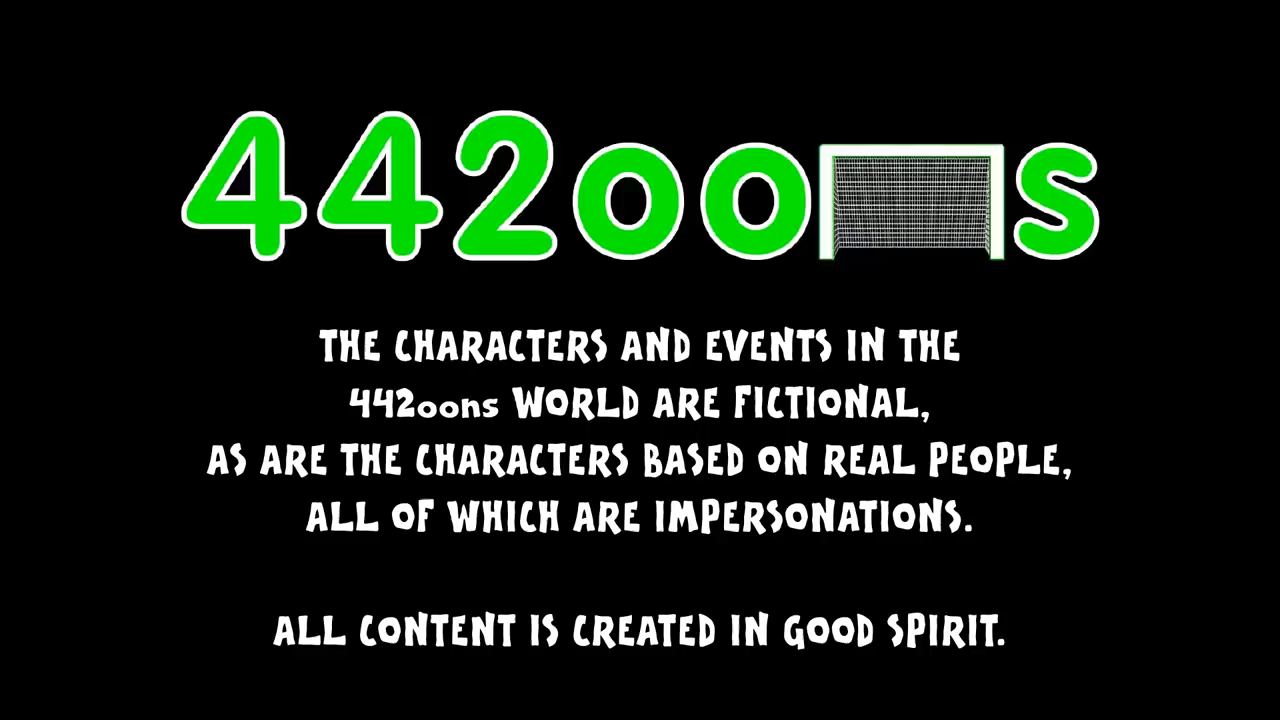 442oons
THE CHARACTERS AND EVENTS IN THE
442oons WORLD ARE FICTIONAL,
AS ARE THE CHARACTERS BASED ON REAL PEOPLE,
ALL OF WHICH ARE IMPERSONATIONS.
ALL CONTENT IS CREATED IN GOOD SPIRIT.